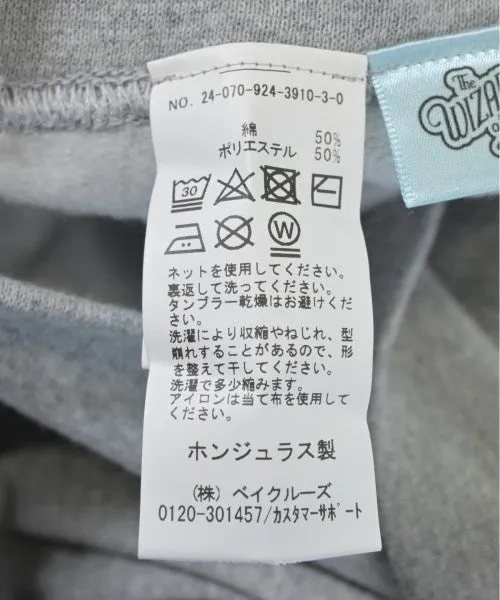 NO. 24-070-924-3910-3-0
綿 50%
ポリエステル 50%
30
W
ネットを使用してください。
裏返して洗ってください。
タンブラー乾燥はお避けくだ
さい。
洗濯により収縮やねじれ、型
崩れすることがあるので、形
を整えて干してください。
洗濯で多少縮みます。
アイロンは当て布を使用して
ください。
ホンジュラス製
(株) ベイクルーズ
0120-301457/カスタマーサポート
The
WIZA